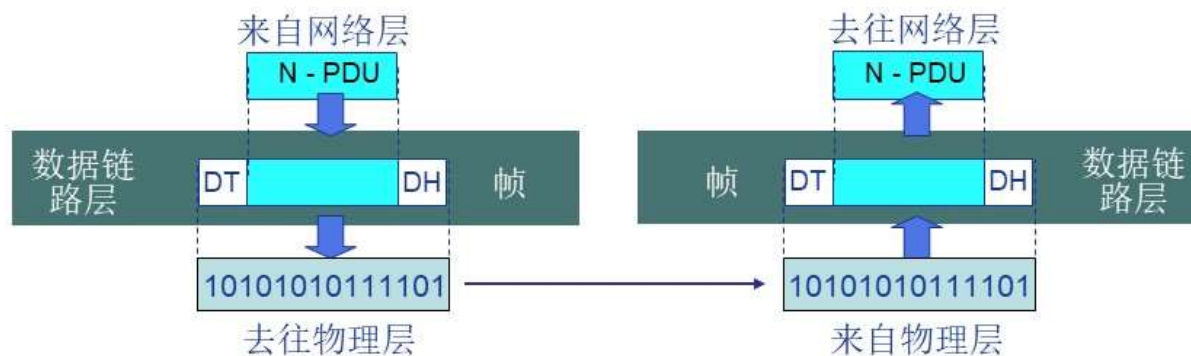 来自网络层
N - PDU
数据链
路层
DT
DH
帧
10101010111101
去往物理层
去往网络层
N - PDU
帧
DT
DH
数据链
路层
10101010111101
来自物理层